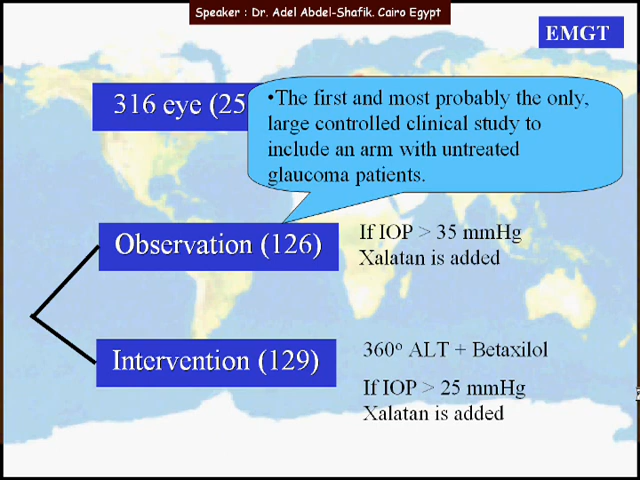 Speaker : Dr. Adel Abdel-Shafik. Cairo Egypt
EMGT
316 eye (25
•The first and most probably the only,
large controlled clinical study to
include an arm with untreated
glaucoma patients.
Observation (126)
If IOP > 35 mmHg
Xalatan is added
Intervention (129)
360º ALT + Betaxilol
If IOP > 25 mmHg
Xalatan is added